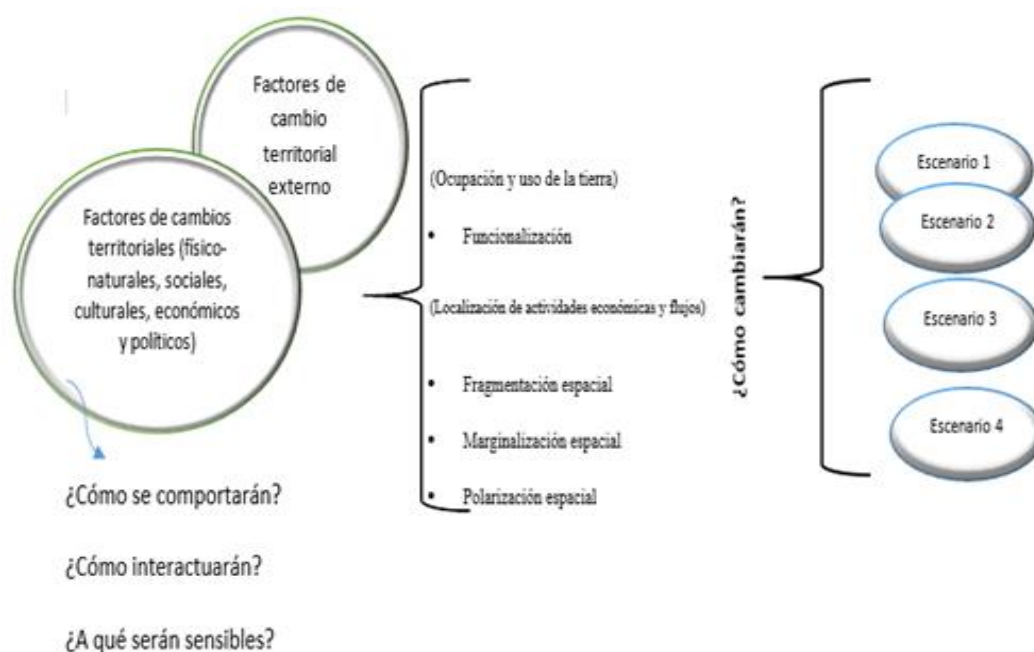 Factores de
cambio
territorial
externo
Factores de cambios
territoriales (físico-
naturales, sociales,
culturales, económicos
y políticos)
¿Cómo se comportarán?
¿Cómo interactuarán?
¿A qué serán sensibles?
(Ocupación y uso de la tierra)
• Funcionalización
(Localización de actividades económicas y flujos)
• Fragmentación espacial
• Marginalización espacial
• Polarización espacial
¿Cómo cambiarán?
Escenario 1
Escenario 2
Escenario 3
Escenario 4